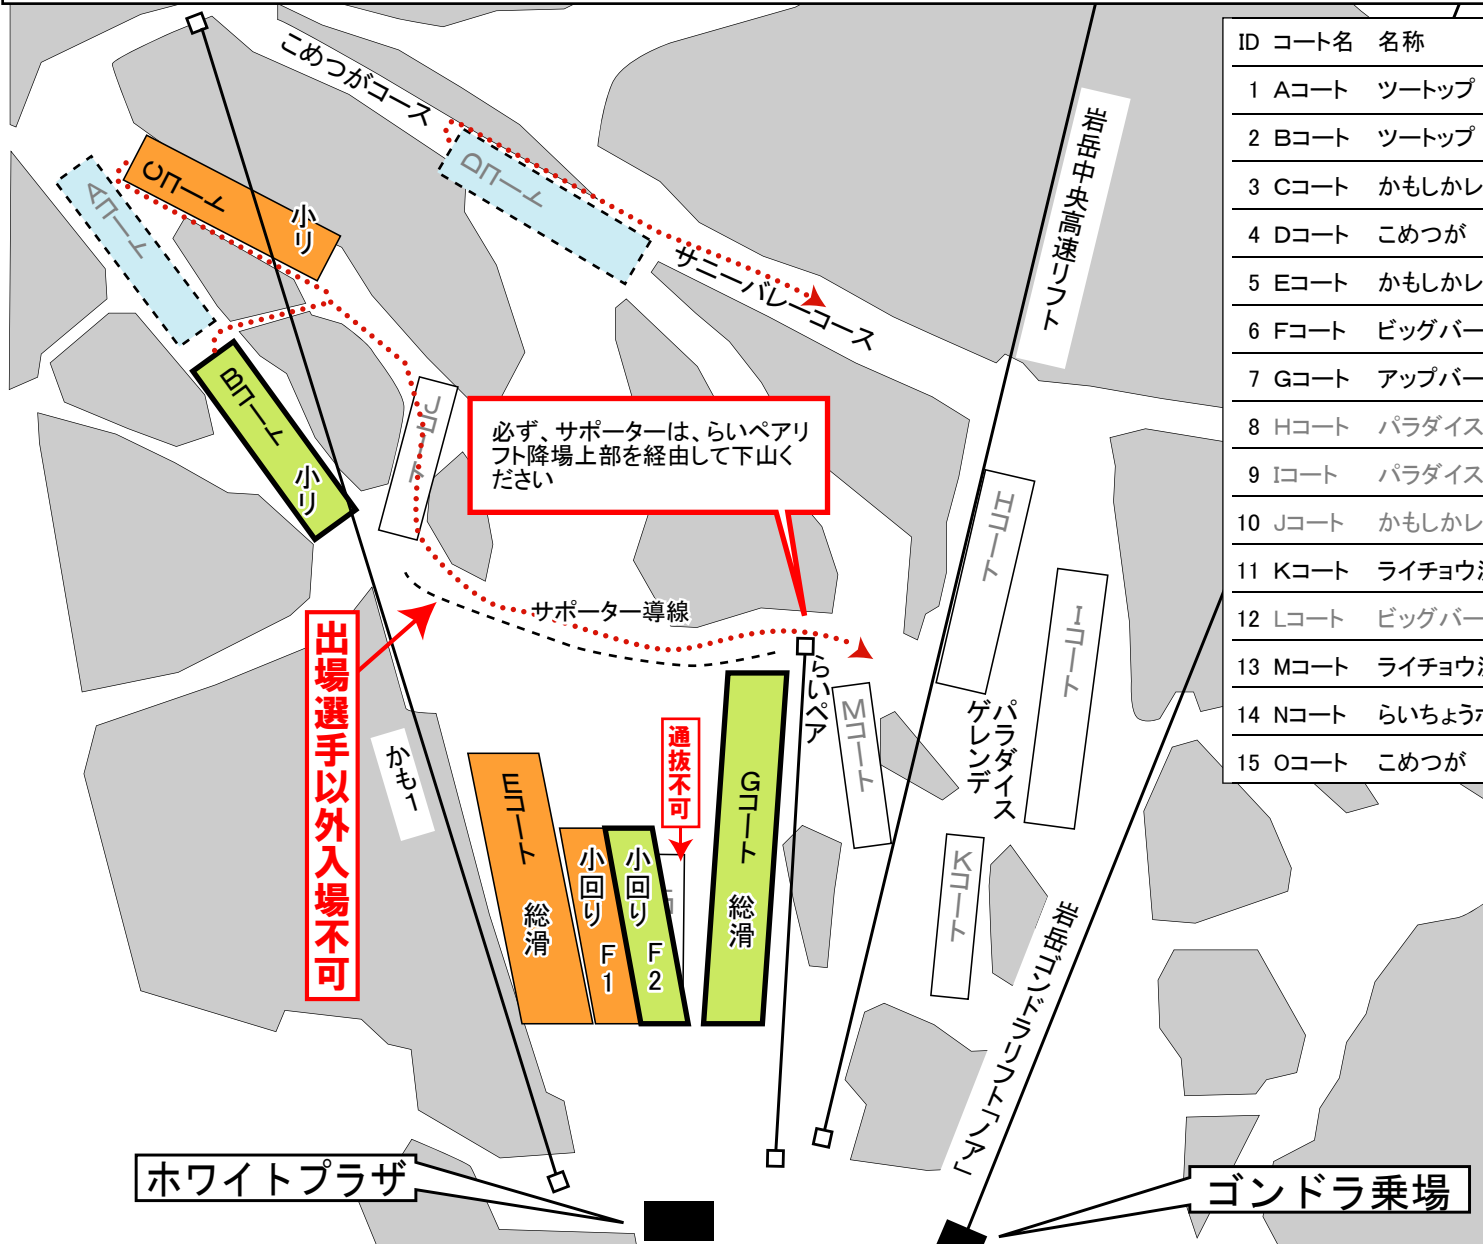 ID コート名 名称
1 Aコート ツートップ
2 Bコート ツートップ
3 Cコート かもしかレ
4 Dコート こめつが
5 Eコート かもしかレ
6 Fコート ビッグバー
7 Gコート アップバー
8 Hコート パラダイス
9 Iコート パラダイス
10 Jコート かもしかレ
11 Kコート ライチョウ
12 Lコート ビッグバー
13 Mコート ライチョウ
14 Nコート らいちょう
15 Oコート こめつが
こめつがコース
岩岳中央高速リフト
Cコート 小リ
Aコート
Dコート
サニーバレーコース
Bコート 小リ
Jコート
必ず、サポーターは、らいペアリ
フト降場上部を経由して下山く
ださい
Hコート
Iコート
サポーター導線
出場選手以外入場不可
らいペア
Mコート
パラダイス
ゲレンデ
かも1
通抜不可
Eコート 総滑
小回り F1
小回り F2
Gコート 総滑
Kコート
岩岳ゴンドラリフト「ノア」
ホワイトプラザ
ゴンドラ乗場